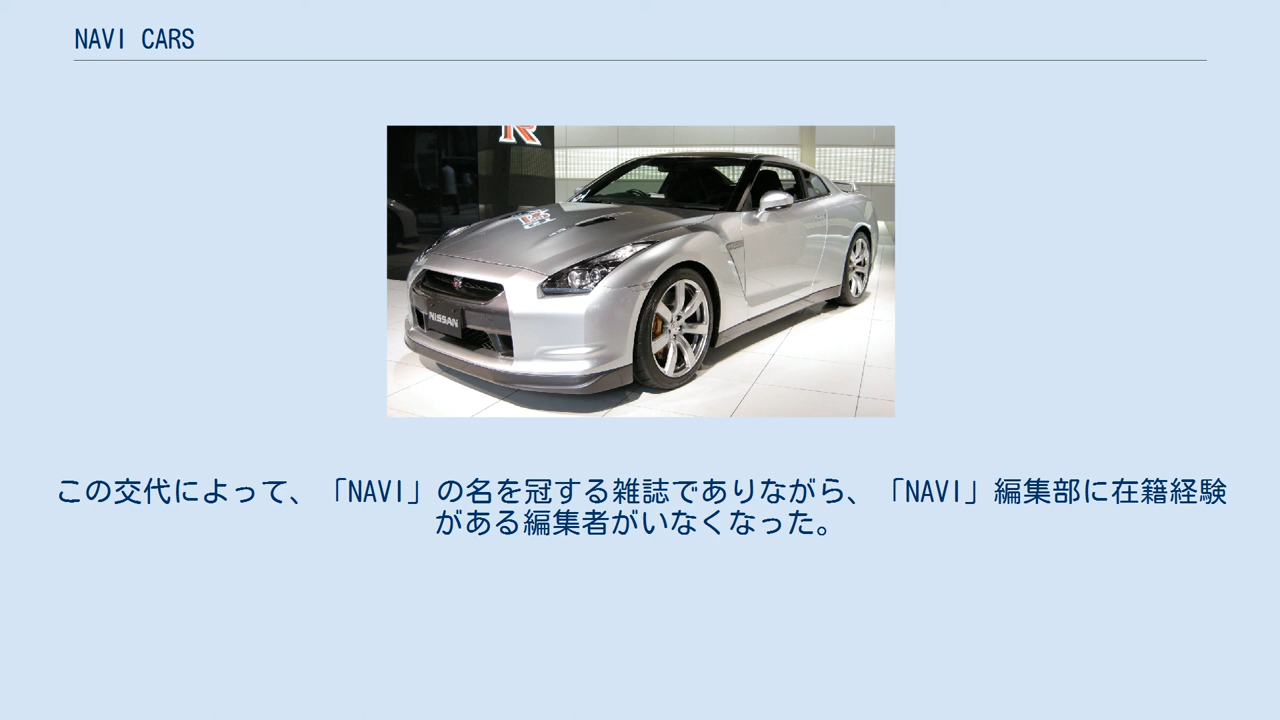 NAVI CARS
R
NISSAN
この交代によって、「NAVI」の名を冠する雑誌でありながら、「NAVI」編集部に在籍経験
がある編集者がいなくなった。